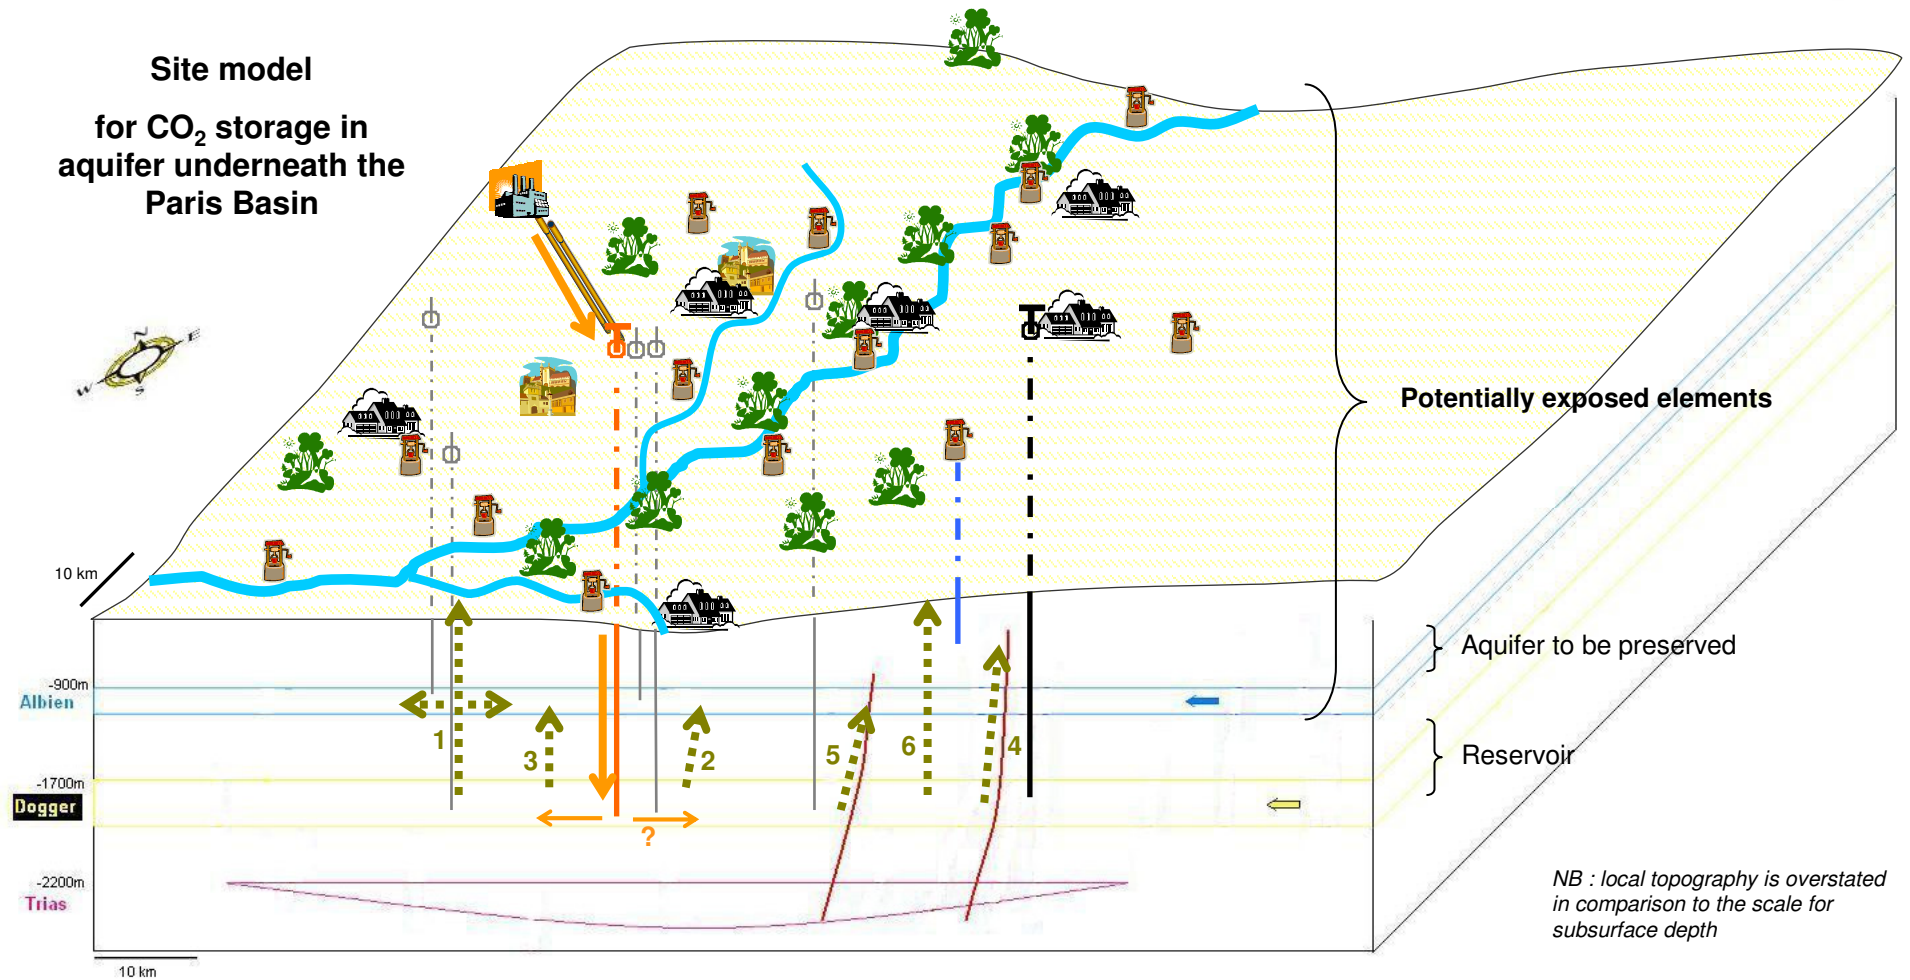 Site model
for CO₂ storage in
aquifer underneath the
Paris Basin
N
E
W
S
Potentially exposed elements
10 km
Aquifer to be preserved
-900m
Albien
1
3
2
5
6
4
Reservoir
-1700m
Dogger
?
-2200m
Trias
NB : local topography is overstated
in comparison to the scale for
subsurface depth
10 km